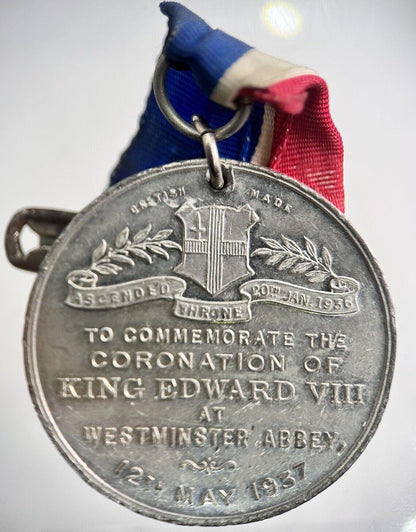 BRITISH MADE
ASCENDED THRONE 20TH JAN. 1936
TO COMMEMORATE THE
CORONATION OF
KING EDWARD VIII
AT
WESTMINSTER ABBEY,
12TH MAY 1937